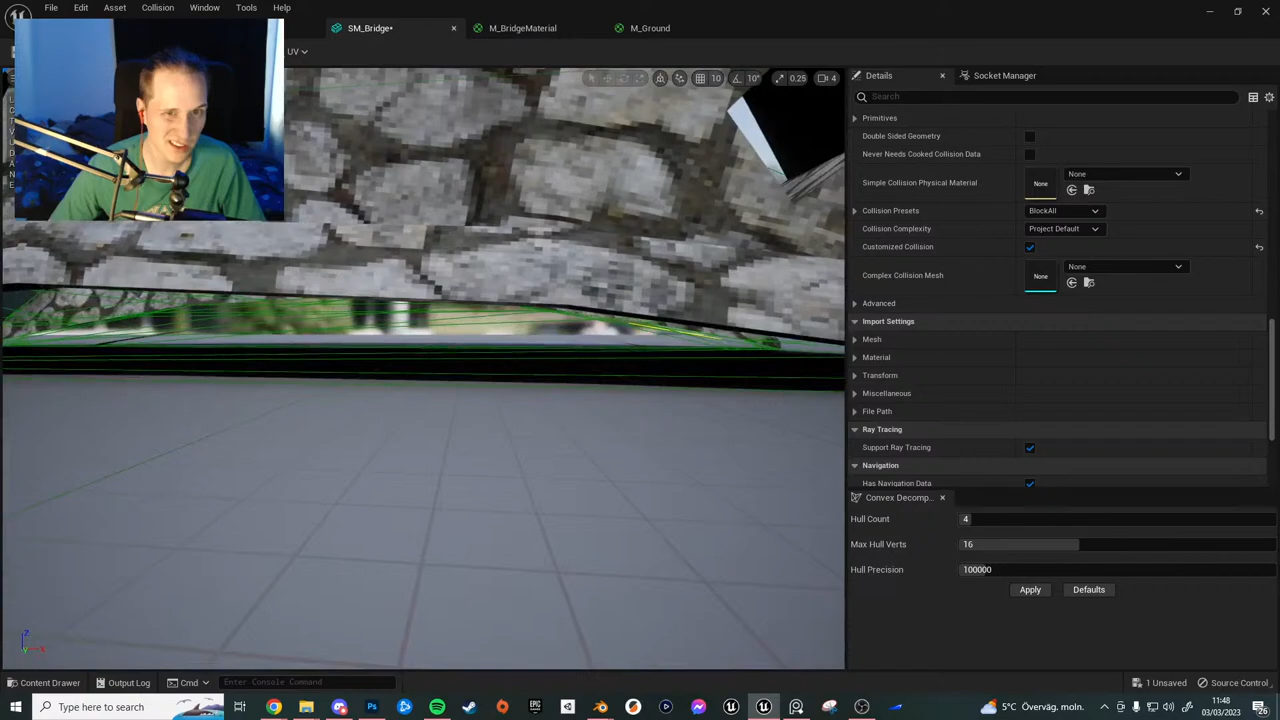 File Edit Asset Collision Window Tools Help
SM_Bridge*
M_BridgeMaterial
M_Ground
UV
10
10°
0.25
4
Details
Socket Manager
Search
Primitives
Double Sided Geometry
Never Needs Cooked Collision Data
Simple Collision Physical Material
None
None
Collision Presets
BlockAll
Collision Complexity
Project Default
Customized Collision
Complex Collision Mesh
None
None
Advanced
Import Settings
Mesh
Material
Transform
Miscellaneous
File Path
Ray Tracing
Support Ray Tracing
Navigation
Has Navigation Data
Convex Decomp...
Hull Count
4
Max Hull Verts
16
Hull Precision
100000
Apply
Defaults
Z
X
Content Drawer
Output Log
Cmd
Enter Console Command
1 Unsaved
Source Control
Type here to search
EPIC
5°C Överväg. moln.
11:48
03/03/2023